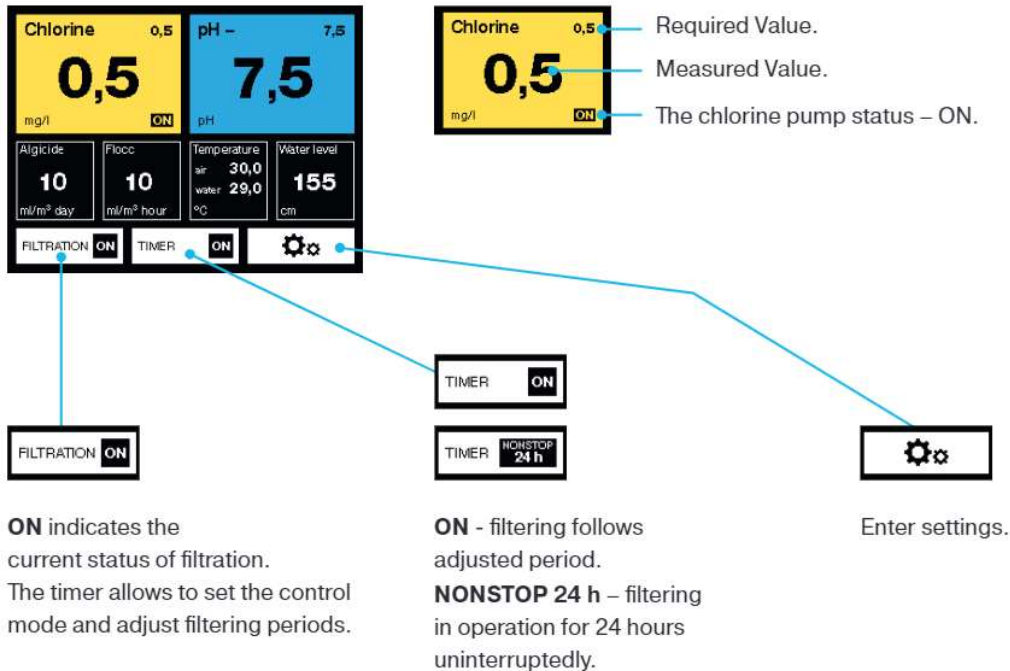 Chlorine 0,5
0,5
mg/l ON
pH – 7,5
7,5
pH
Algicide
10
ml/m³ day
Flocc
10
ml/m³ hour
Temperature
air 30,0
water 29,0
°C
Water level
155
cm
FILTRATION ON
TIMER ON
Chlorine 0,5
0,5
mg/l ON
Required Value.
Measured Value.
The chlorine pump status – ON.
FILTRATION ON
ON indicates the
current status of filtration.
The timer allows to set the control
mode and adjust filtering periods.
TIMER ON
TIMER NONSTOP
24 h
ON - filtering follows
adjusted period.
NONSTOP 24 h – filtering
in operation for 24 hours
uninterruptedly.
Enter settings.